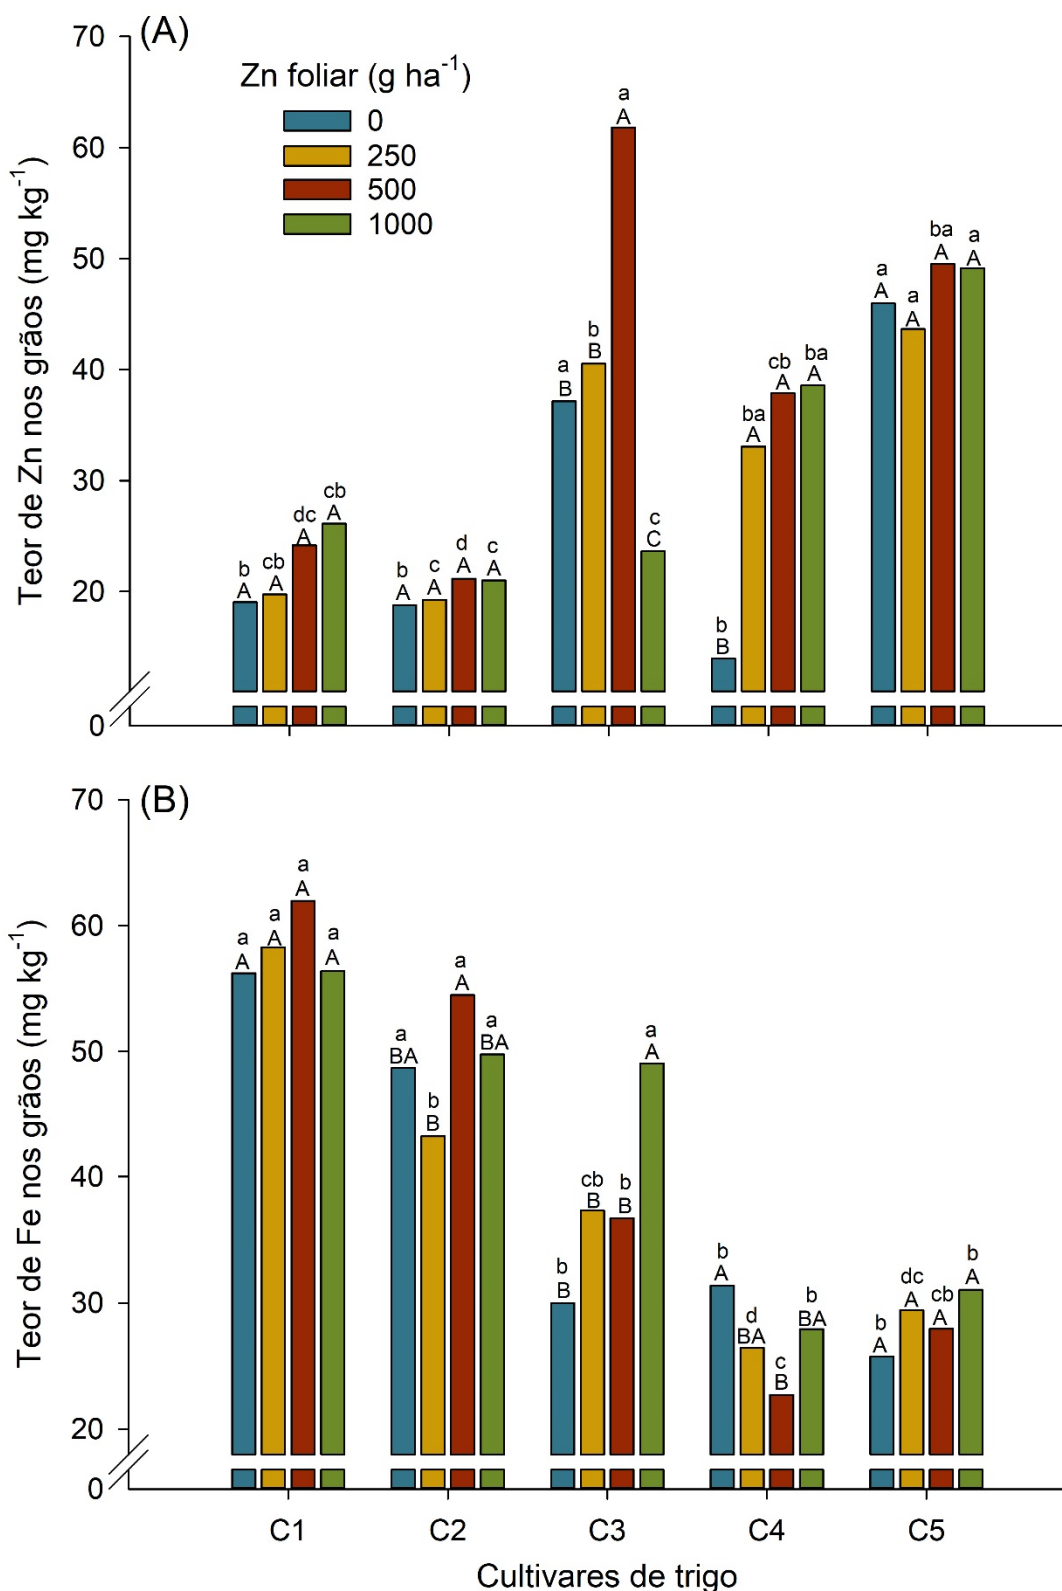 (A)
Zn foliar (g ha⁻¹)
0
250
500
1000
Teor de Zn nos grãos (mg kg⁻¹)
70
60
50
40
30
20
0
b
A
cb
A
dc
A
cb
A
b
A
c
A
d
A
c
A
a
B
b
B
a
A
c
C
b
B
ba
A
cb
A
ba
A
a
A
a
A
ba
A
a
A
(B)
Teor de Fe nos grãos (mg kg⁻¹)
70
60
50
40
30
20
0
a
A
a
A
a
A
a
A
a
BA
b
B
a
A
a
BA
b
B
cb
B
b
B
a
A
b
A
d
BA
c
B
b
BA
b
A
dc
A
cb
A
b
A
C1 C2 C3 C4 C5
Cultivares de trigo